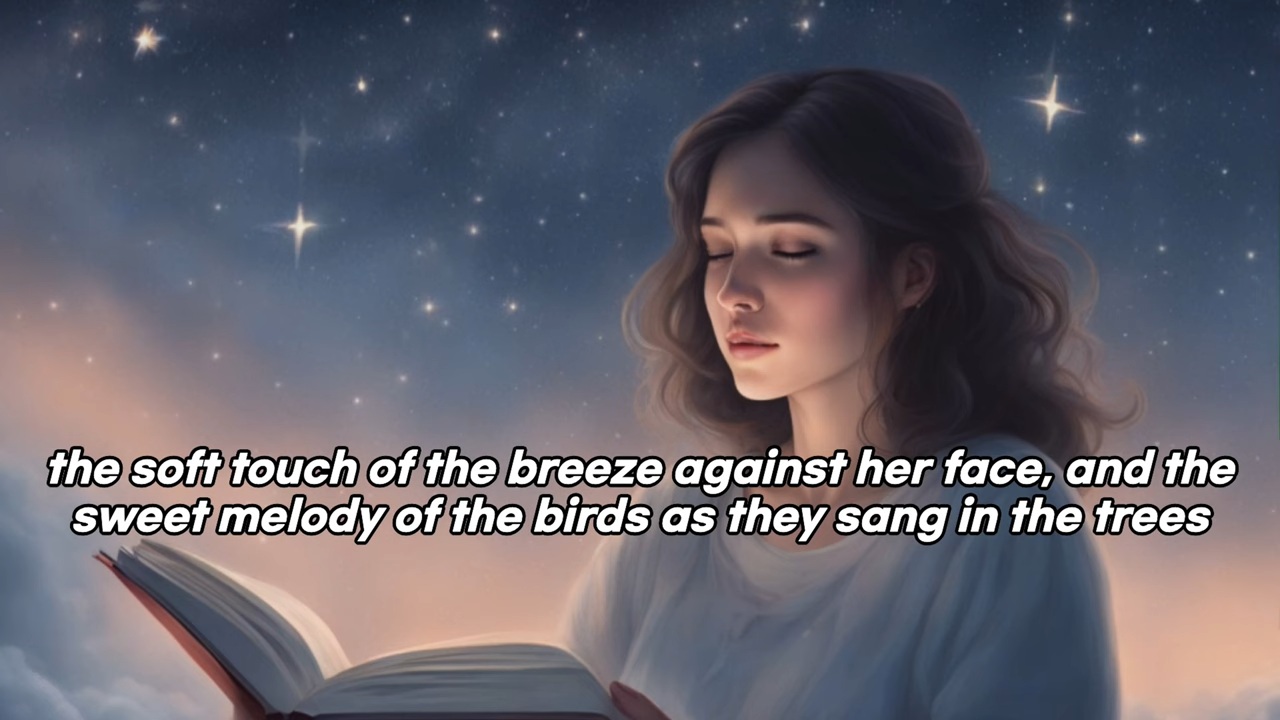 the soft touch of the breeze against her face, and the
sweet melody of the birds as they sang in the trees